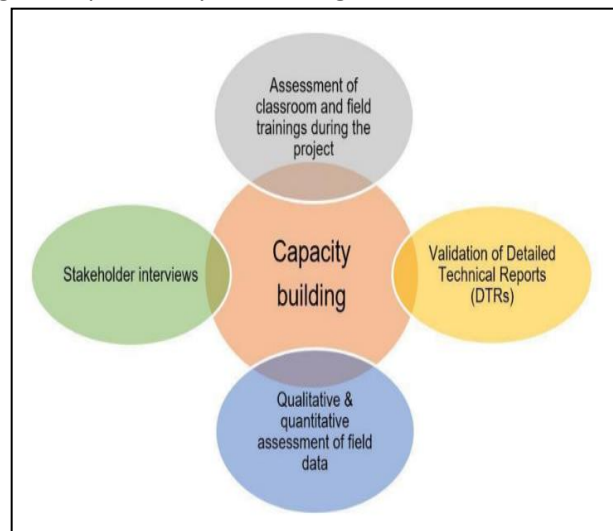 Assessment of
classroom and field
trainings during the
project
Stakeholder interviews
Capacity
building
Validation of Detailed
Technical Reports
(DTRs)
Qualitative &
quantitative
assessment of field
data